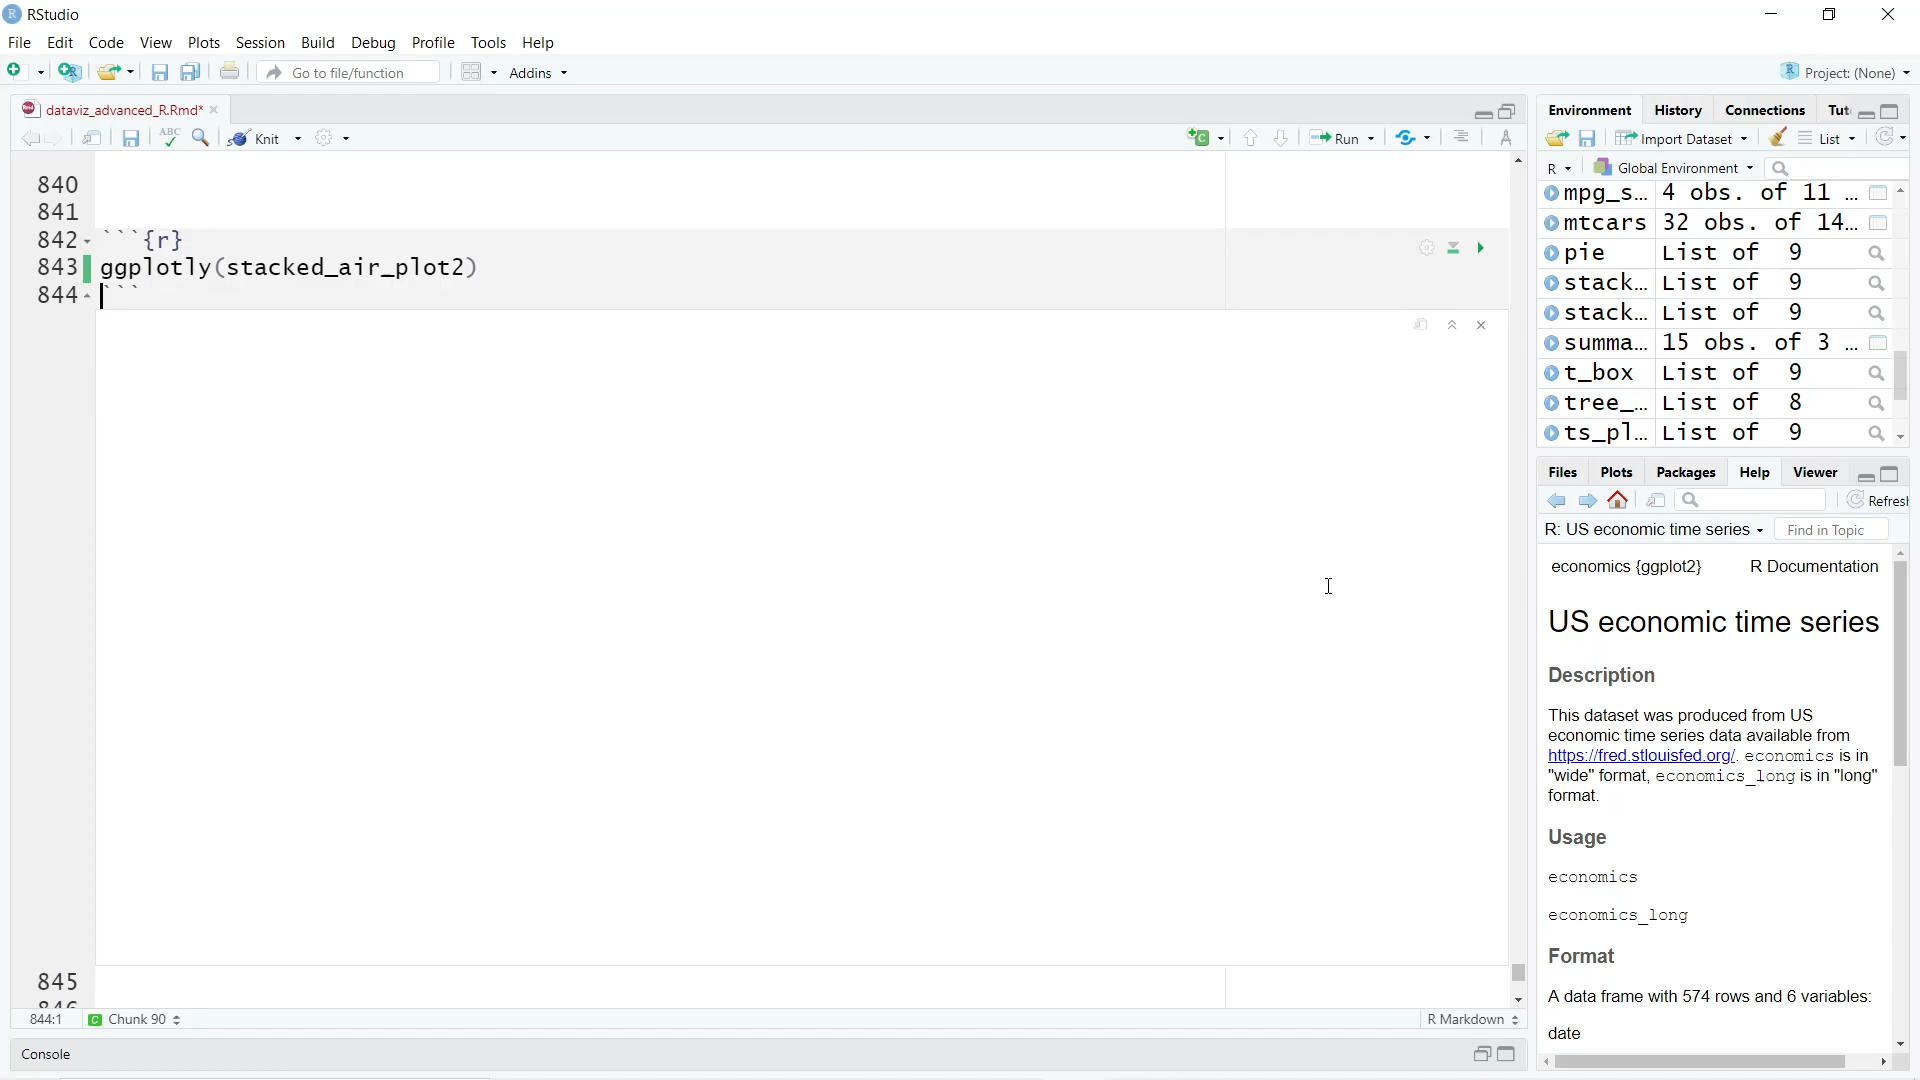 RStudio
File Edit Code View Plots Session Build Debug Profile Tools Help
Go to file/function Addins Project: (None)
dataviz_advanced_R.Rmd*
ABC Knit Run
840
841
842 ```{r}
843 ggplotly(stacked_air_plot2)
844 ```
845
846
844:1 Chunk 90 R Markdown
Console
Environment History Connections Tut
Import Dataset List
R Global Environment
mpg_s... 4 obs. of 11 ...
mtcars 32 obs. of 14...
pie List of 9
stack... List of 9
stack... List of 9
summa... 15 obs. of 3 ...
t_box List of 9
tree_... List of 8
ts_pl... List of 9
Files Plots Packages Help Viewer
Refresh
R: US economic time series Find in Topic
economics {ggplot2} R Documentation
US economic time series
Description
This dataset was produced from US
economic time series data available from
https://fred.stlouisfed.org/. economics is in
"wide" format, economics_long is in "long"
format.
Usage
economics
economics_long
Format
A data frame with 574 rows and 6 variables:
date